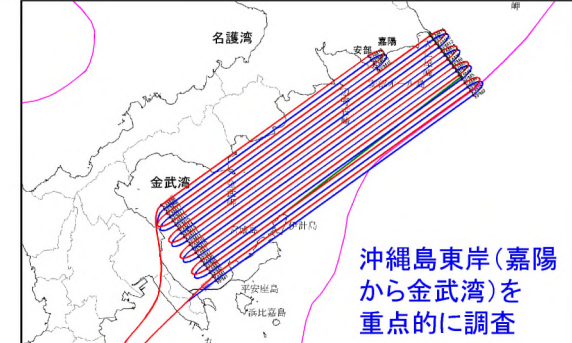 岬
名護湾
嘉陽
安部
金武湾
伊計島
平安座島
浜比嘉島
沖縄島東岸(嘉陽
から金武湾)を
重点的に調査